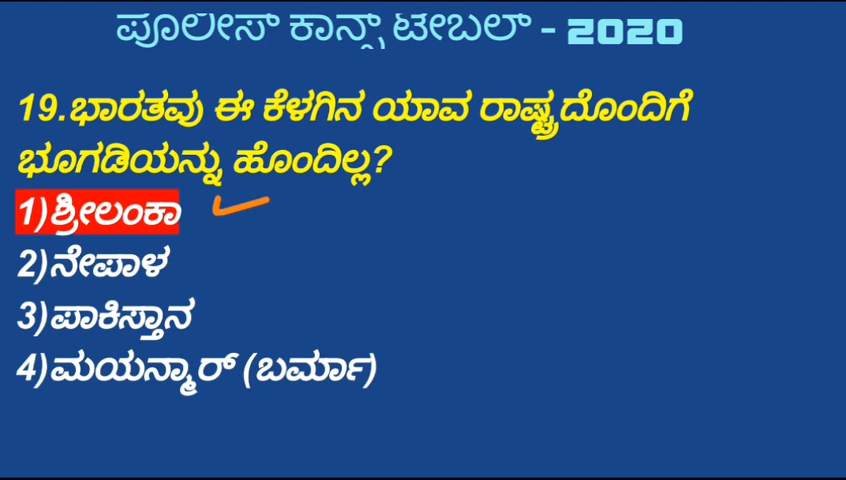 ಪೊಲೀಸ್ ಕಾನ್ಸ್‌ಟೇಬಲ್ - 2020
19.ಭಾರತವು ಈ ಕೆಳಗಿನ ಯಾವ ರಾಷ್ಟ್ರದೊಂದಿಗೆ
ಭೂಗಡಿಯನ್ನು ಹೊಂದಿಲ್ಲ?
1)ಶ್ರೀಲಂಕಾ
2)ನೇಪಾಳ
3)ಪಾಕಿಸ್ತಾನ
4)ಮಯನ್ಮಾರ್ (ಬರ್ಮಾ)